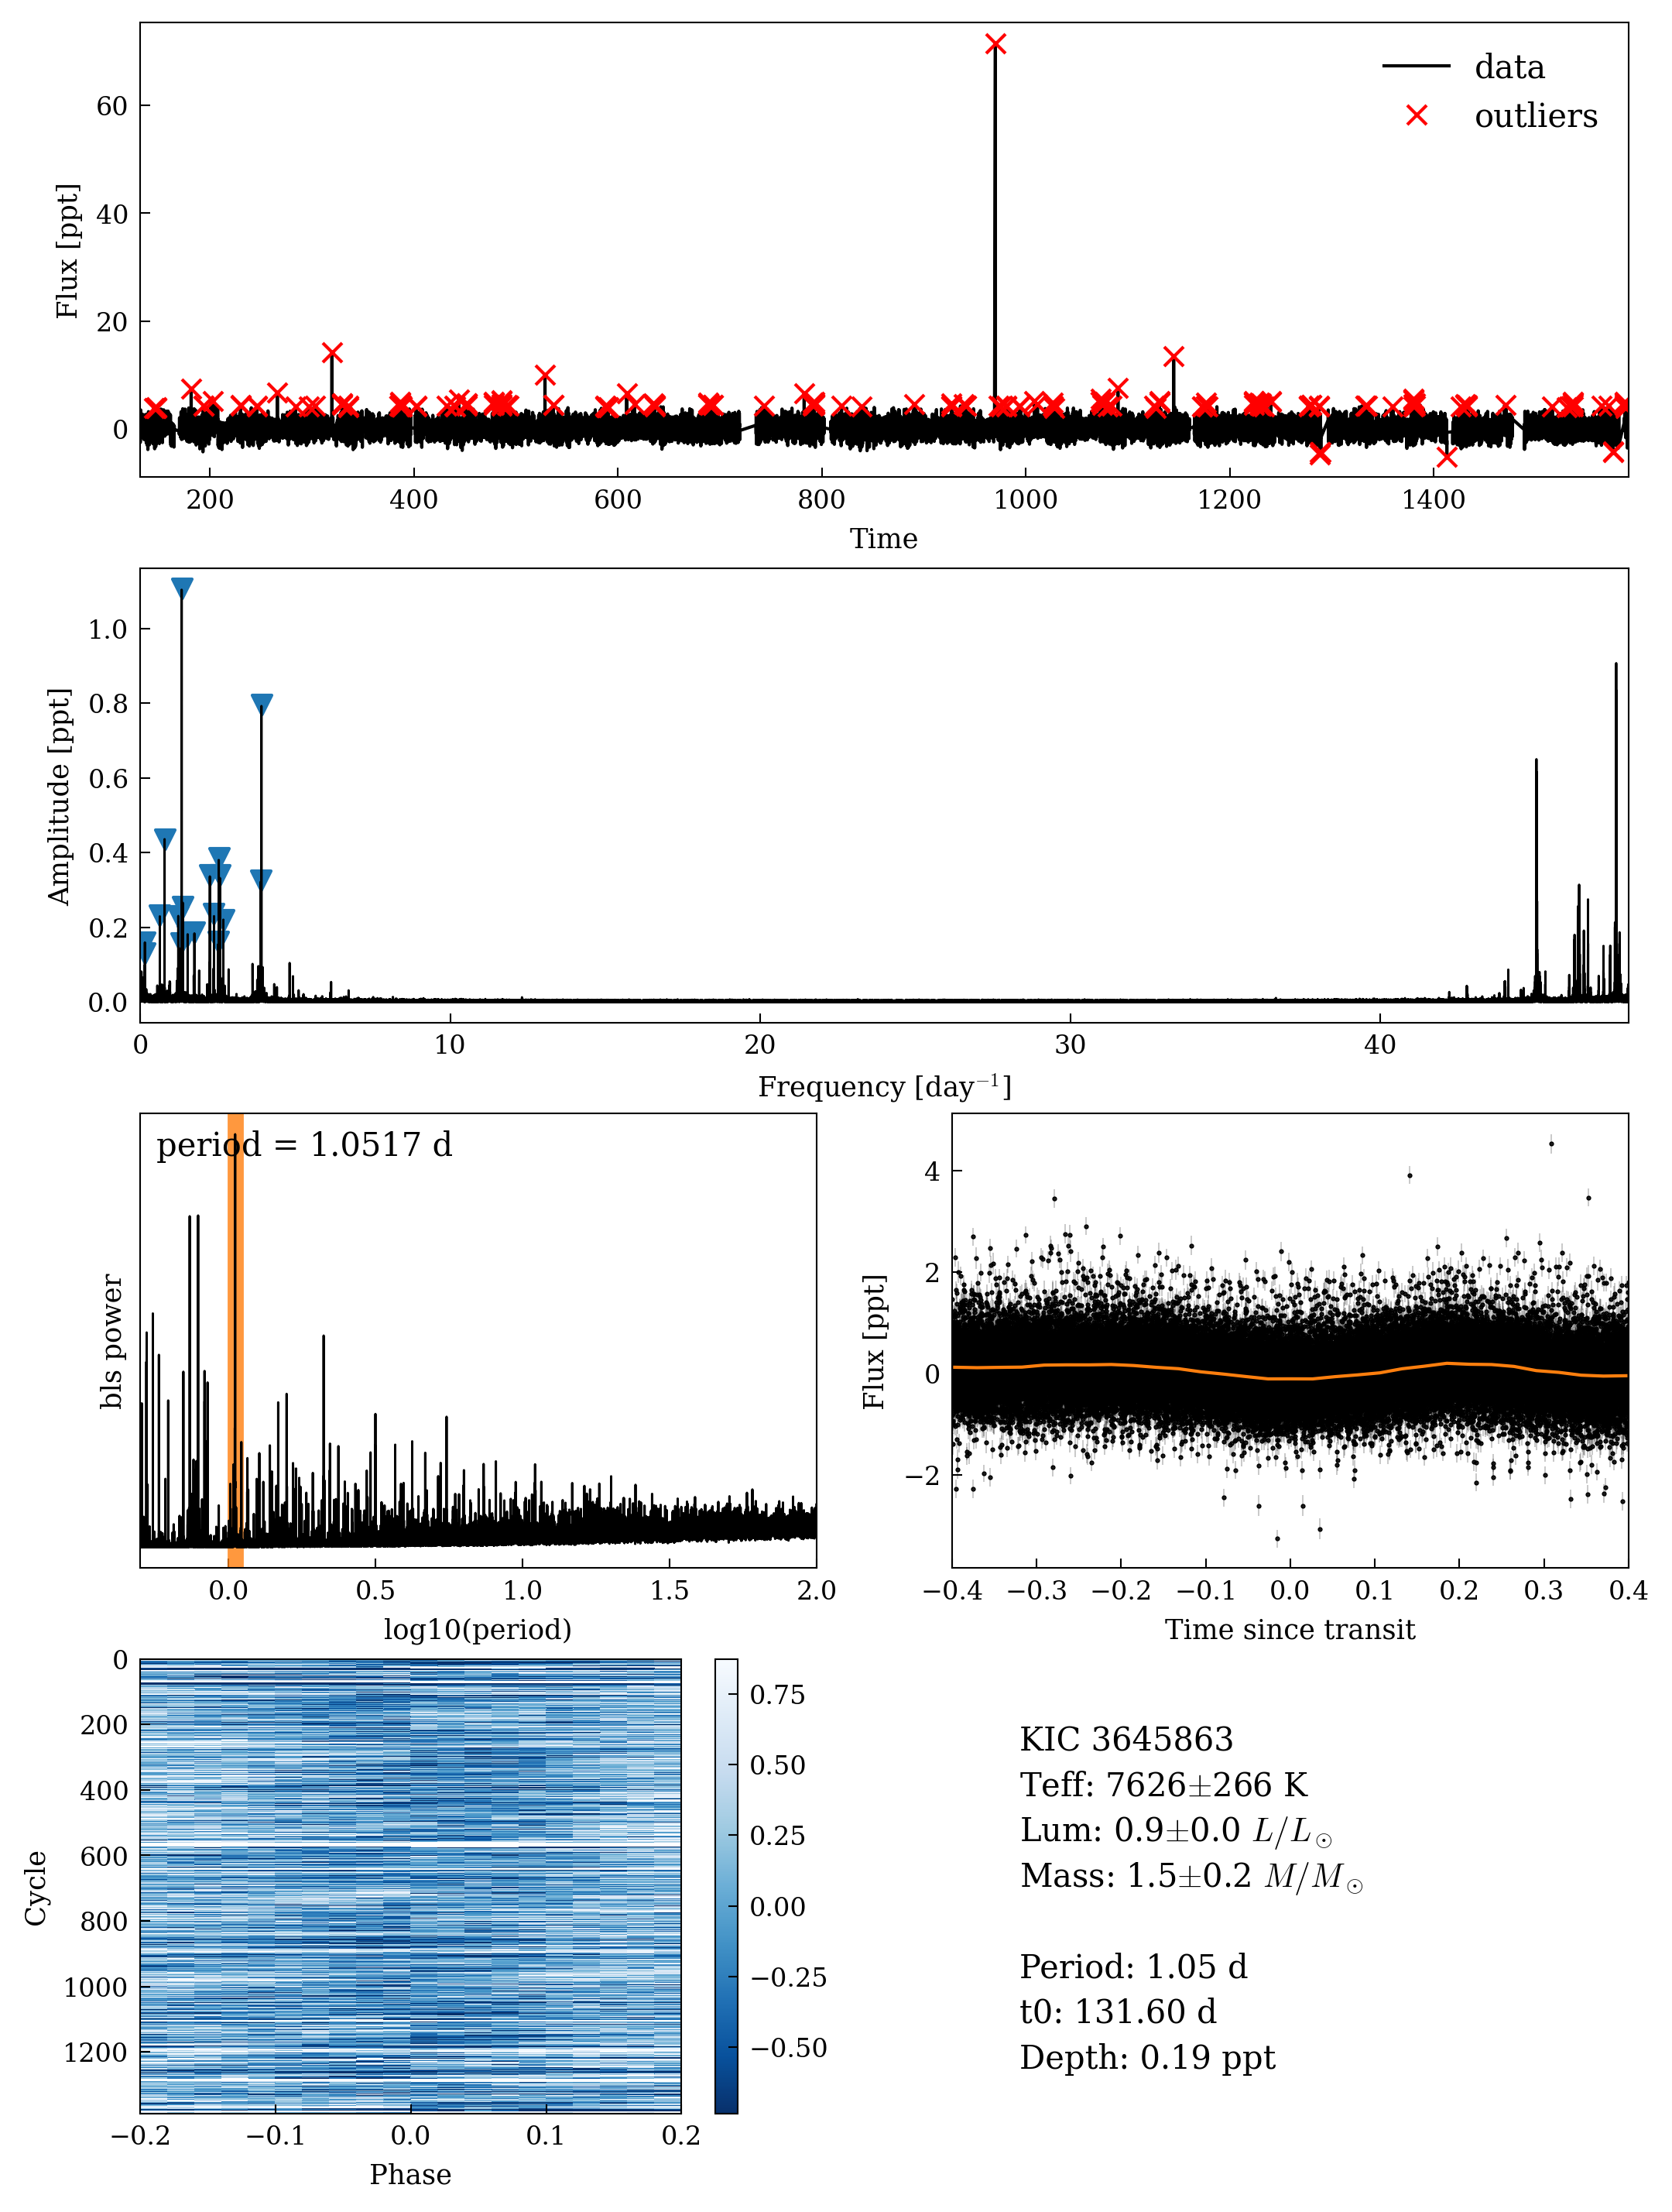 data
outliers
60
40
20
0
Flux [ppt]
200 400 600 800 1000 1200 1400
Time
1.0
0.8
0.6
0.4
0.2
0.0
Amplitude [ppt]
0 10 20 30 40
Frequency [day⁻¹]
period = 1.0517 d
bls power
0.0 0.5 1.0 1.5 2.0
log10(period)
4
2
0
−2
Flux [ppt]
−0.4 −0.3 −0.2 −0.1 0.0 0.1 0.2 0.3 0.4
Time since transit
0
200
400
600
800
1000
1200
Cycle
−0.2 −0.1 0.0 0.1 0.2
Phase
0.75
0.50
0.25
0.00
−0.25
−0.50
KIC 3645863
Teff: 7626±266 K
Lum: 0.9±0.0 L/L☉
Mass: 1.5±0.2 M/M☉
Period: 1.05 d
t0: 131.60 d
Depth: 0.19 ppt